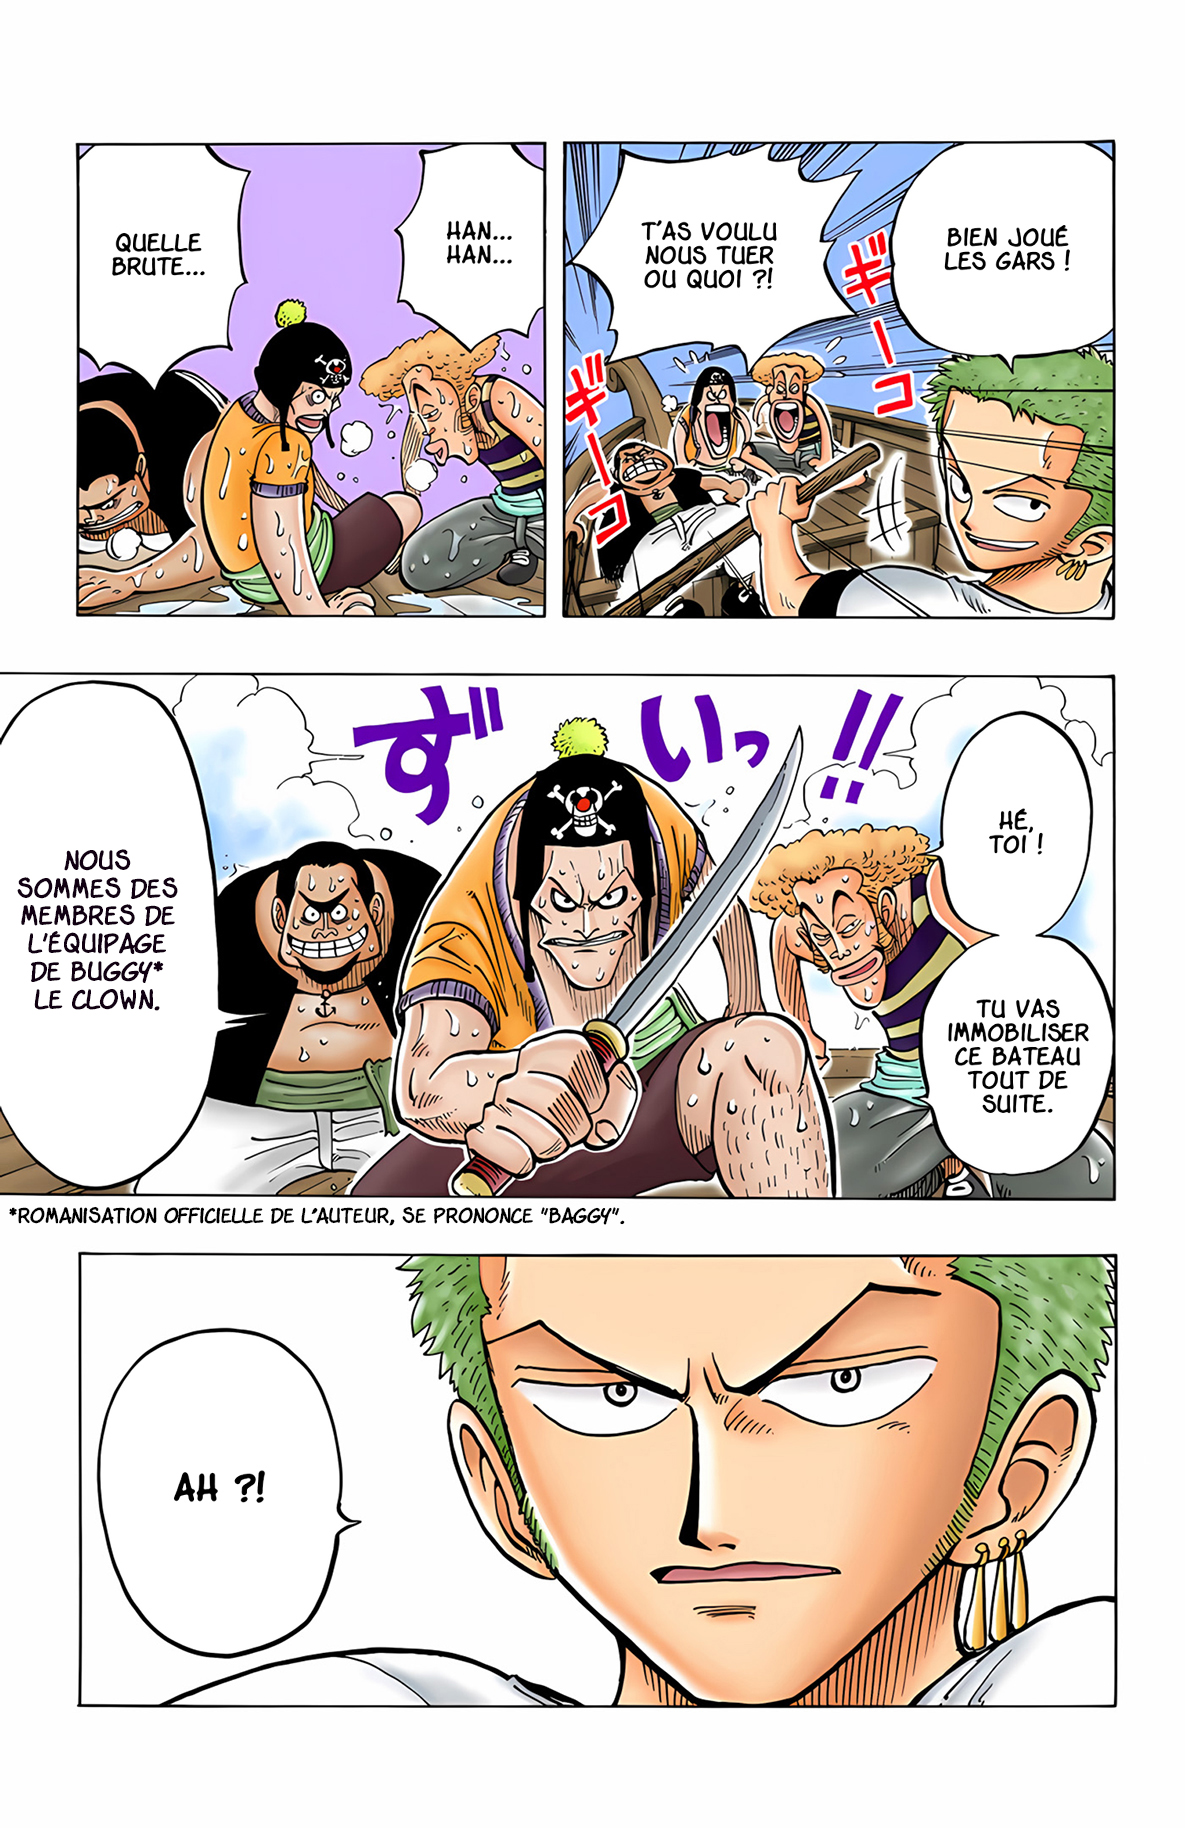 BIEN JOUÉ
LES GARS !
T'AS VOULU
NOUS TUER
OU QUOI ?!
ギーコ
ギーコ
HAN...
HAN...
QUELLE
BRUTE...
HÉ,
TOI !
TU VAS
IMMOBILISER
CE BATEAU
TOUT DE
SUITE.
ずいっ!!
NOUS
SOMMES DES
MEMBRES DE
L'ÉQUIPAGE
DE BUGGY*
LE CLOWN.
*ROMANISATION OFFICIELLE DE L'AUTEUR, SE PRONONCE "BAGGY".
AH ?!